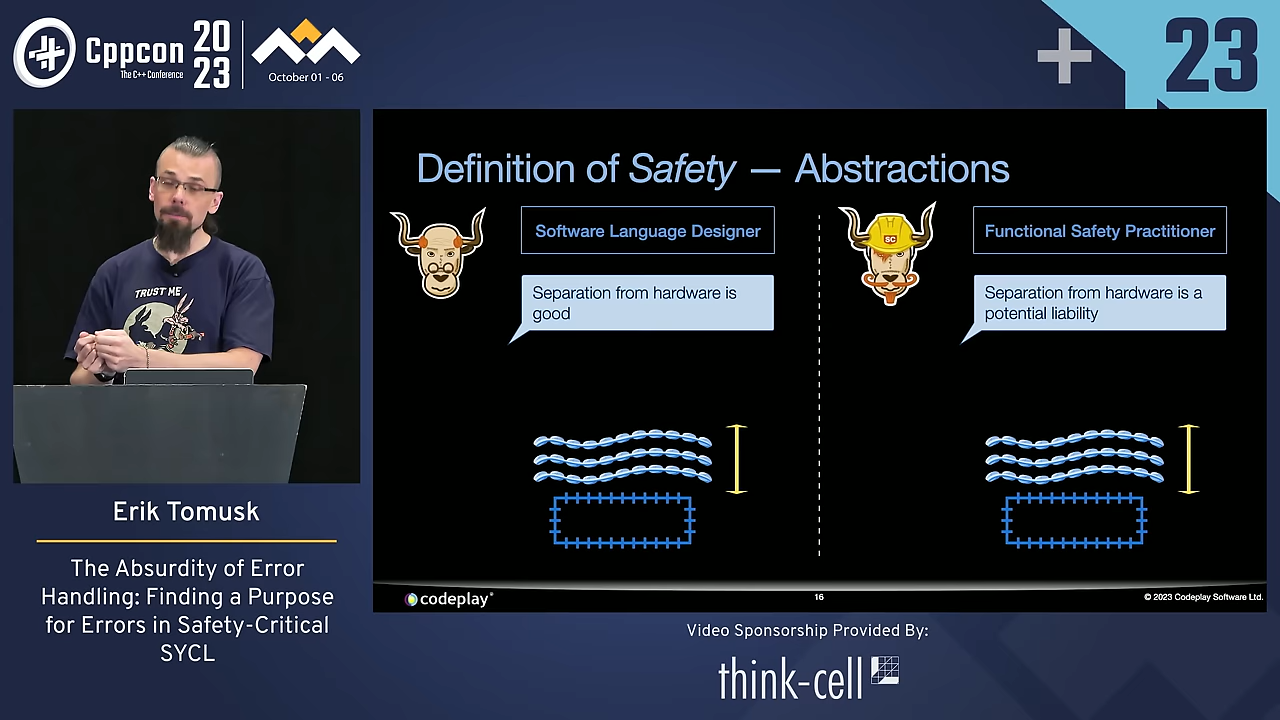 Cppcon
The C++ Conference
20
23
October 01 - 06
23
TRUST ME
Definition of Safety — Abstractions
Software Language Designer
Separation from hardware is
good
SC
Functional Safety Practitioner
Separation from hardware is a
potential liability
codeplay
16
© 2023 Codeplay Software Ltd.
Erik Tomusk
The Absurdity of Error
Handling: Finding a Purpose
for Errors in Safety-Critical
SYCL
Video Sponsorship Provided By:
think-cell